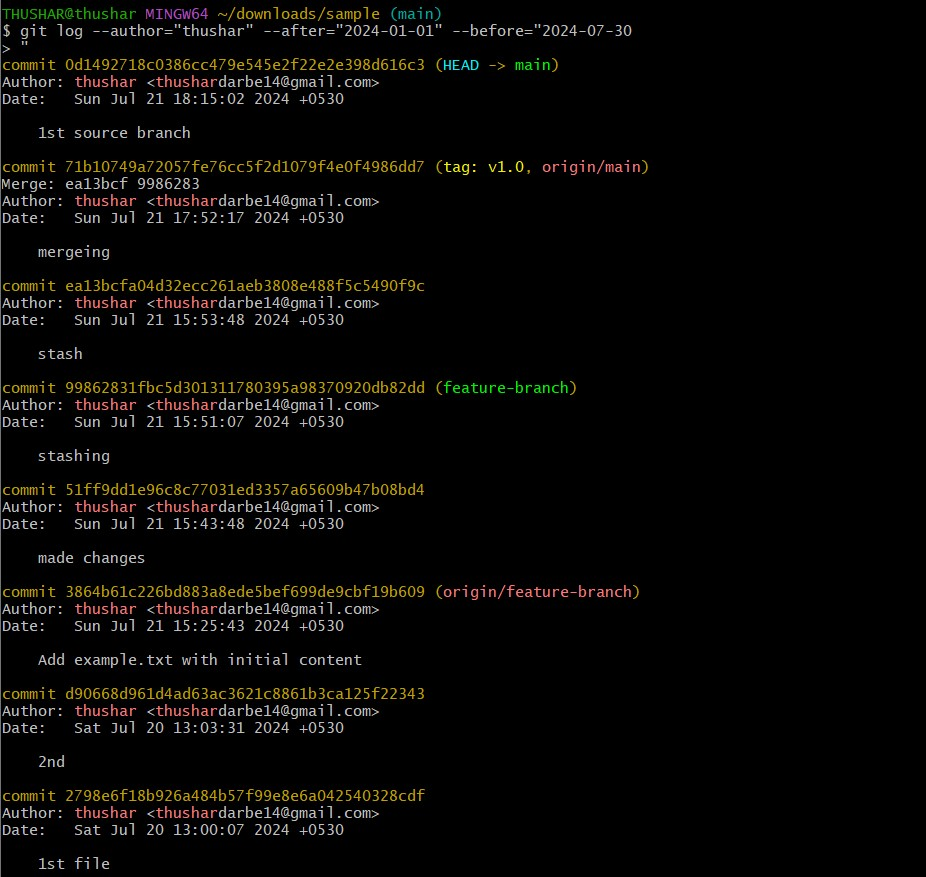 THUSHAR@thushar MINGW64 ~/downloads/sample (main)
$ git log --author="thushar" --after="2024-01-01" --before="2024-07-30
> "
commit 0d1492718c0386cc479e545e2f22e2e398d616c3 (HEAD -> main)
Author: thushar <thushardarbe14@gmail.com>
Date:   Sun Jul 21 18:15:02 2024 +0530

    1st source branch

commit 71b10749a72057fe76cc5f2d1079f4e0f4986dd7 (tag: v1.0, origin/main)
Merge: ea13bcf 9986283
Author: thushar <thushardarbe14@gmail.com>
Date:   Sun Jul 21 17:52:17 2024 +0530

    mergeing

commit ea13bcfa04d32ecc261aeb3808e488f5c5490f9c
Author: thushar <thushardarbe14@gmail.com>
Date:   Sun Jul 21 15:53:48 2024 +0530

    stash

commit 99862831fbc5d301311780395a98370920db82dd (feature-branch)
Author: thushar <thushardarbe14@gmail.com>
Date:   Sun Jul 21 15:51:07 2024 +0530

    stashing

commit 51ff9dd1e96c8c77031ed3357a65609b47b08bd4
Author: thushar <thushardarbe14@gmail.com>
Date:   Sun Jul 21 15:43:48 2024 +0530

    made changes

commit 3864b61c226bd883a8ede5bef699de9cbf19b609 (origin/feature-branch)
Author: thushar <thushardarbe14@gmail.com>
Date:   Sun Jul 21 15:25:43 2024 +0530

    Add example.txt with initial content

commit d90668d961d4ad63ac3621c8861b3ca125f22343
Author: thushar <thushardarbe14@gmail.com>
Date:   Sat Jul 20 13:03:31 2024 +0530

    2nd

commit 2798e6f18b926a484b57f99e8e6a042540328cdf
Author: thushar <thushardarbe14@gmail.com>
Date:   Sat Jul 20 13:00:07 2024 +0530

    1st file